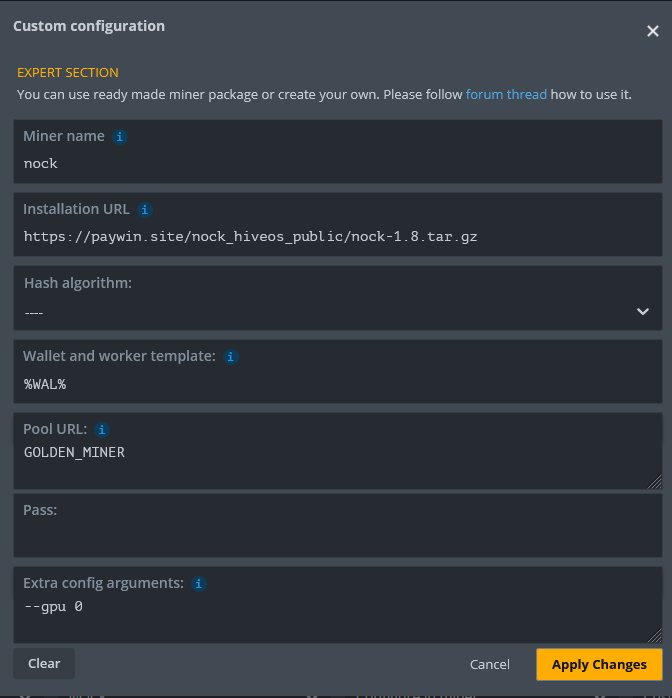 Custom configuration
EXPERT SECTION
You can use ready made miner package or create your own. Please follow forum thread how to use it.
Miner name i
nock
Installation URL i
https://paywin.site/nock_hiveos_public/nock-1.8.tar.gz
Hash algorithm:
----
Wallet and worker template: i
%WAL%
Pool URL: i
GOLDEN_MINER
Pass:
Extra config arguments: i
--gpu 0
Clear
Cancel
Apply Changes